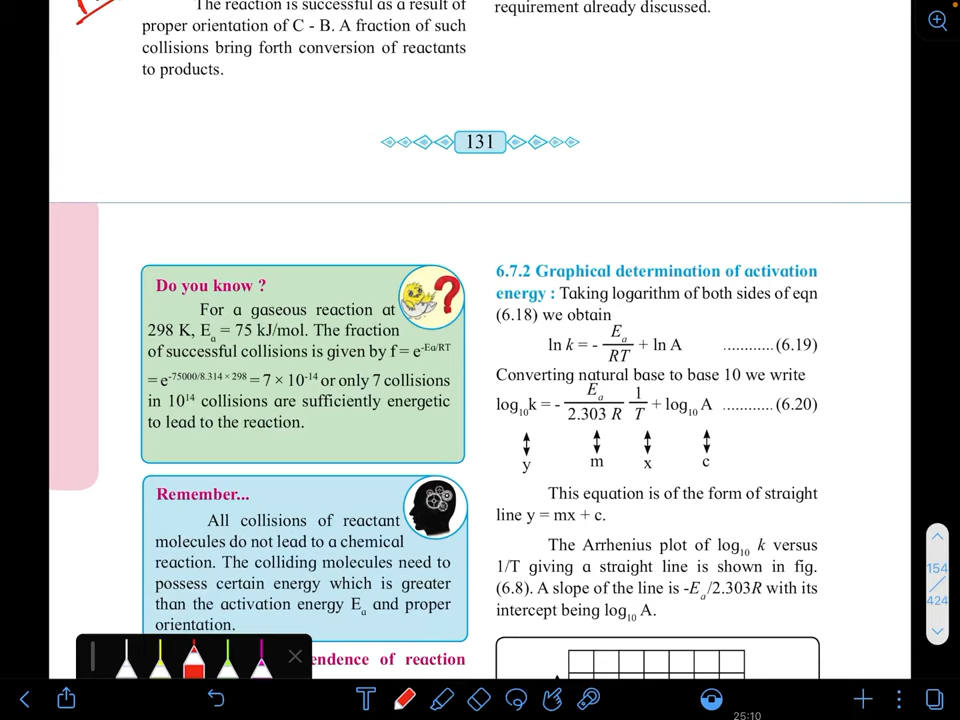 The reaction is successful as a result of
proper orientation of C - B. A fraction of such
collisions bring forth conversion of reactants
to products.
requirement already discussed.
131
Do you know ?
For a gaseous reaction at
298 K, Ea = 75 kJ/mol. The fraction
of successful collisions is given by f = e-Ea/RT
= e-75000/8.314 × 298 = 7 × 10-14 or only 7 collisions
in 1014 collisions are sufficiently energetic
to lead to the reaction.
Remember...
All collisions of reactant
molecules do not lead to a chemical
reaction. The colliding molecules need to
possess certain energy which is greater
than the activation energy Ea and proper
orientation.
endence of reaction
6.7.2 Graphical determination of activation
energy : Taking logarithm of both sides of eqn
(6.18) we obtain
ln k = - Ea/RT + ln A ............(6.19)
Converting natural base to base 10 we write
log10k = - Ea/2.303 R 1/T + log10 A ............ (6.20)
y m x c
This equation is of the form of straight
line y = mx + c.
The Arrhenius plot of log10 k versus
1/T giving a straight line is shown in fig.
(6.8). A slope of the line is -Ea/2.303R with its
intercept being log10 A.
154
424
T
25:10